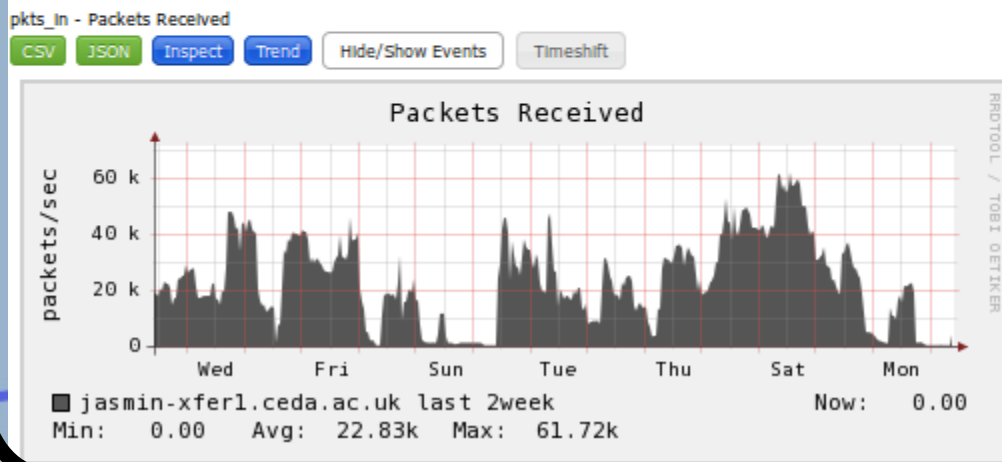 pkts_in - Packets Received
CSV JSON Inspect Trend Hide/Show Events Timeshift
Packets Received
packets/sec
60 k
40 k
20 k
0
Wed Fri Sun Tue Thu Sat Mon
jasmin-xfer1.ceda.ac.uk last 2week Now: 0.00
Min: 0.00 Avg: 22.83k Max: 61.72k
RRDTOOL / TOBI OETIKER